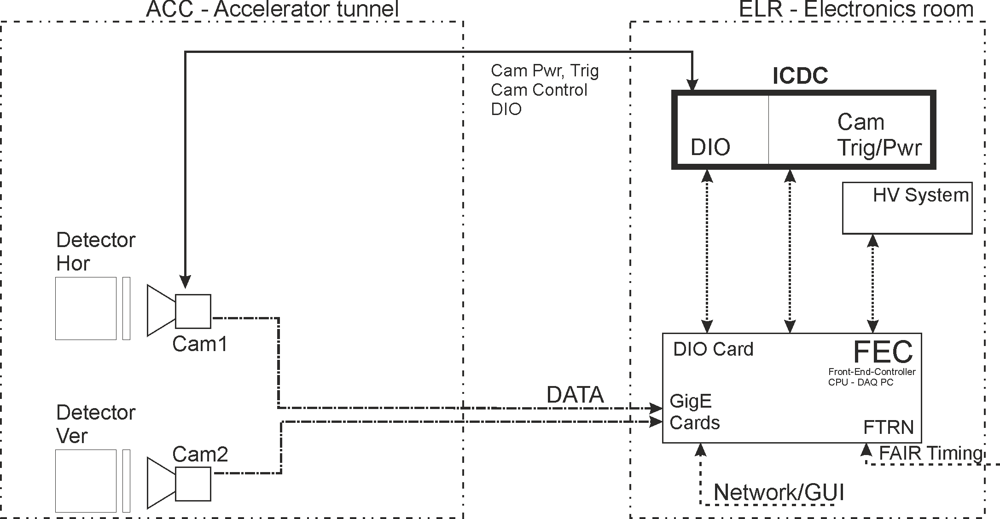 ACC - Accelerator tunnel
ELR - Electronics room
Cam Pwr, Trig
Cam Control
DIO
ICDC
DIO
Cam
Trig/Pwr
HV System
Detector
Hor
Cam1
DIO Card
FEC
Front-End-Controller
CPU - DAQ PC
DATA
GigE
Cards
FTRN
Detector
Ver
Cam2
FAIR Timing
Network/GUI